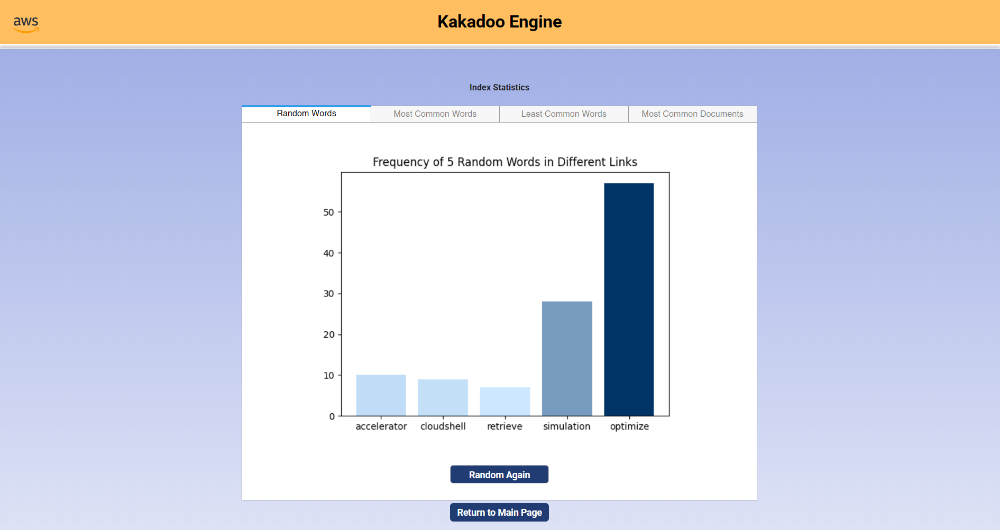 aws
Kakadoo Engine
Index Statistics
Random Words Most Common Words Least Common Words Most Common Documents
Frequency of 5 Random Words in Different Links
50
40
30
20
10
0
accelerator cloudshell retrieve simulation optimize
Random Again
Return to Main Page